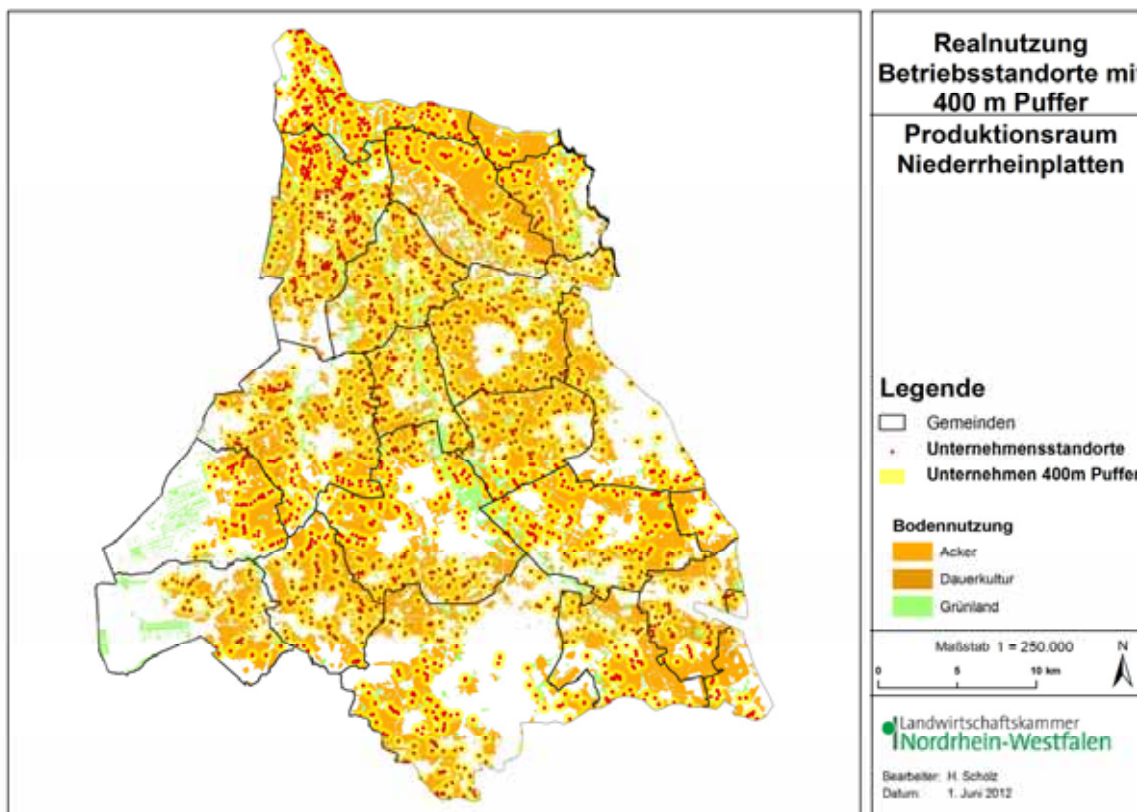 Realnutzung
Betriebsstandorte mit
400 m Puffer
Produktionsraum
Niederrheinplatten
Legende
Gemeinden
Unternehmensstandorte
Unternehmen 400m Puffer
Bodennutzung
Acker
Dauerkultur
Grünland
Maßstab 1 = 250.000
N
0 5 10 km
Landwirtschaftskammer
Nordrhein-Westfalen
Bearbeiter: H. Scholz
Datum: 1. Juni 2012